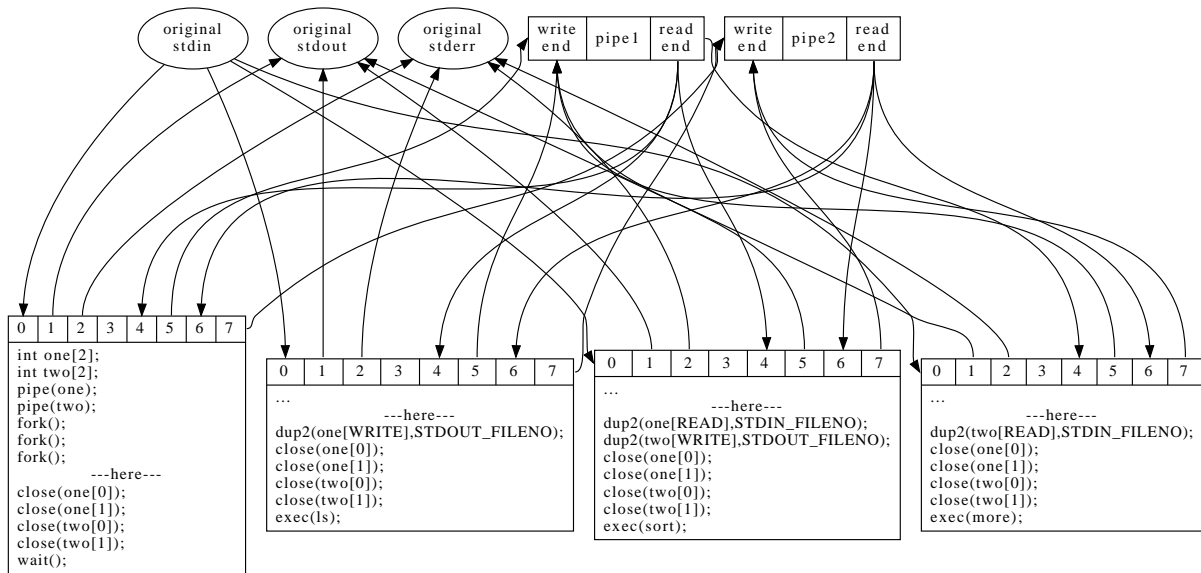 original
stdin
original
stdout
original
stderr
write
end
pipe1
read
end
write
end
pipe2
read
end
0 1 2 3 4 5 6 7
int one[2];
int two[2];
pipe(one);
pipe(two);
fork();
fork();
fork();
---here---
close(one[0]);
close(one[1]);
close(two[0]);
close(two[1]);
wait();
0 1 2 3 4 5 6 7
...
---here---
dup2(one[WRITE],STDOUT_FILENO);
close(one[0]);
close(one[1]);
close(two[0]);
close(two[1]);
exec(ls);
0 1 2 3 4 5 6 7
...
---here---
dup2(one[READ],STDIN_FILENO);
dup2(two[WRITE],STDOUT_FILENO);
close(one[0]);
close(one[1]);
close(two[0]);
close(two[1]);
exec(sort);
0 1 2 3 4 5 6 7
...
---here---
dup2(two[READ],STDIN_FILENO);
close(one[0]);
close(one[1]);
close(two[0]);
close(two[1]);
exec(more);